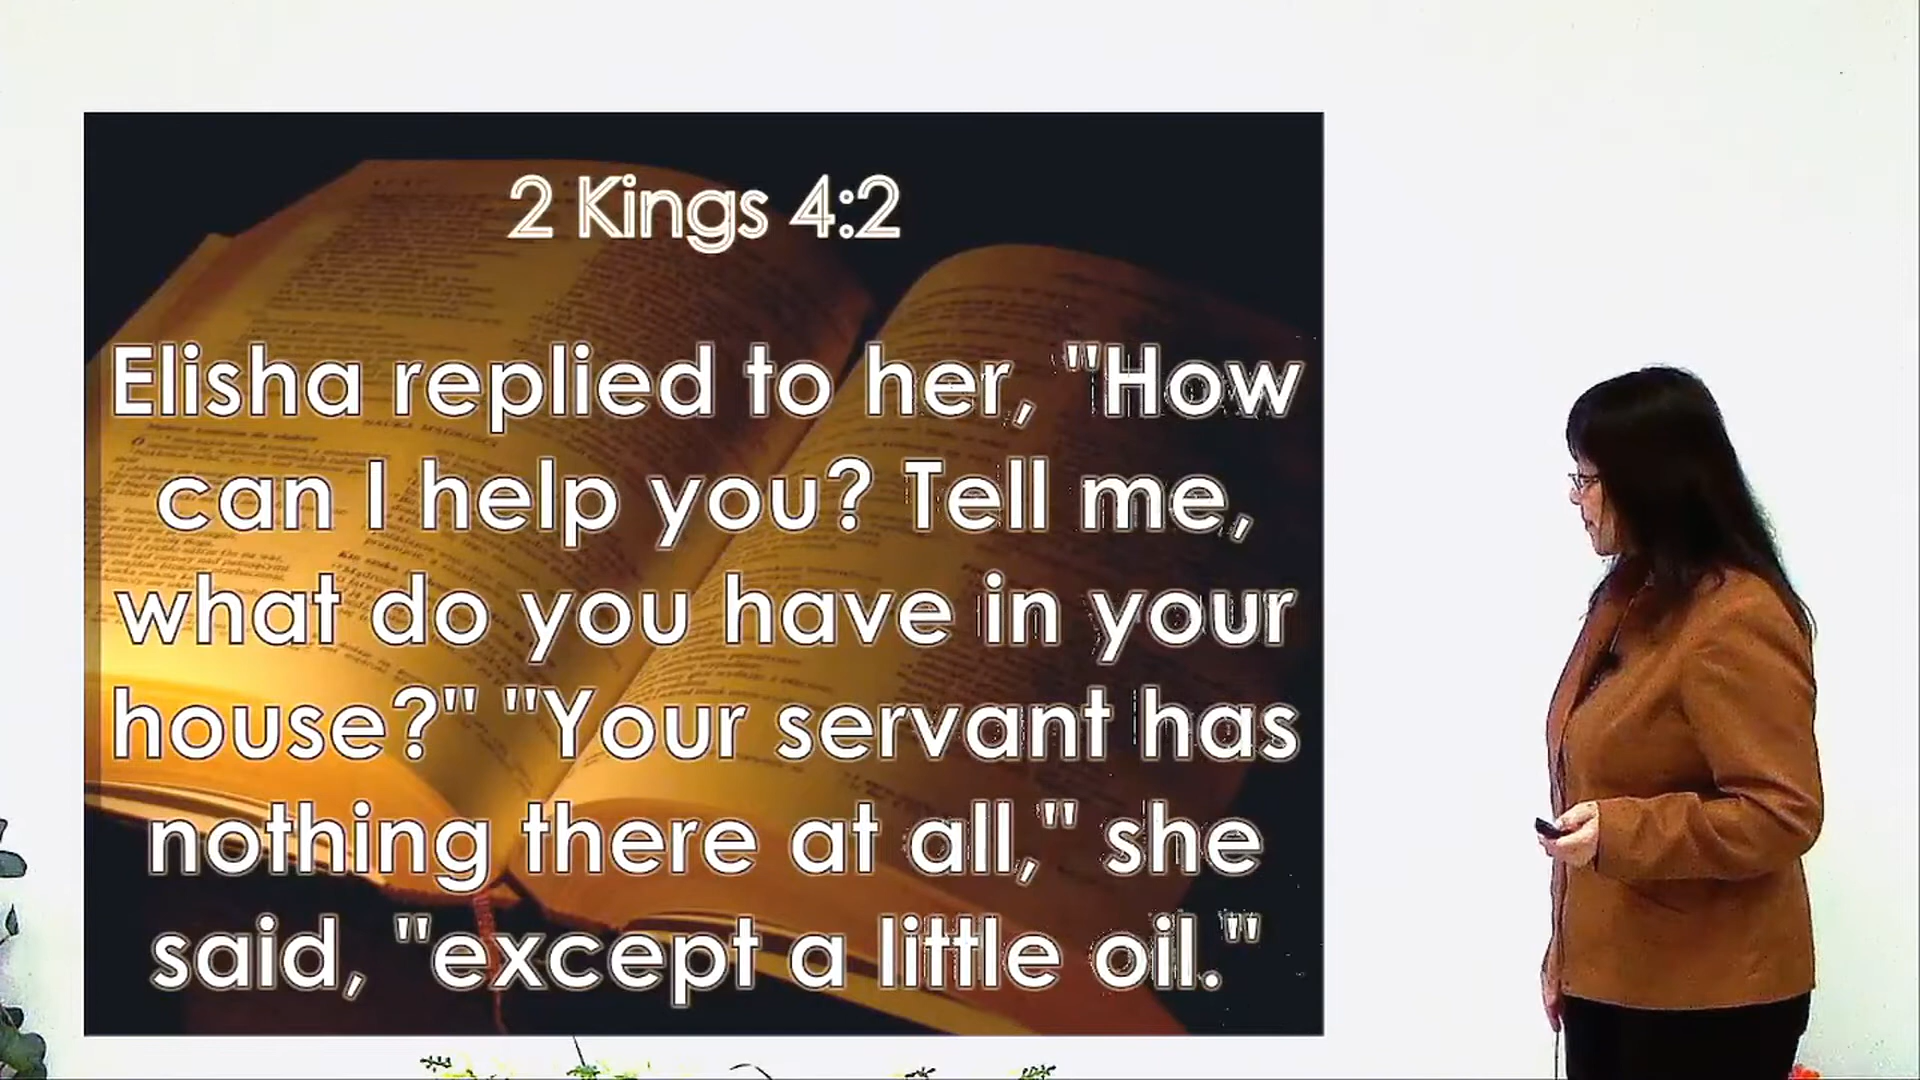 2 Kings 4:2
Elisha replied to her, "How
can I help you? Tell me,
what do you have in your
house?" "Your servant has
nothing there at all," she
said, "except a little oil."